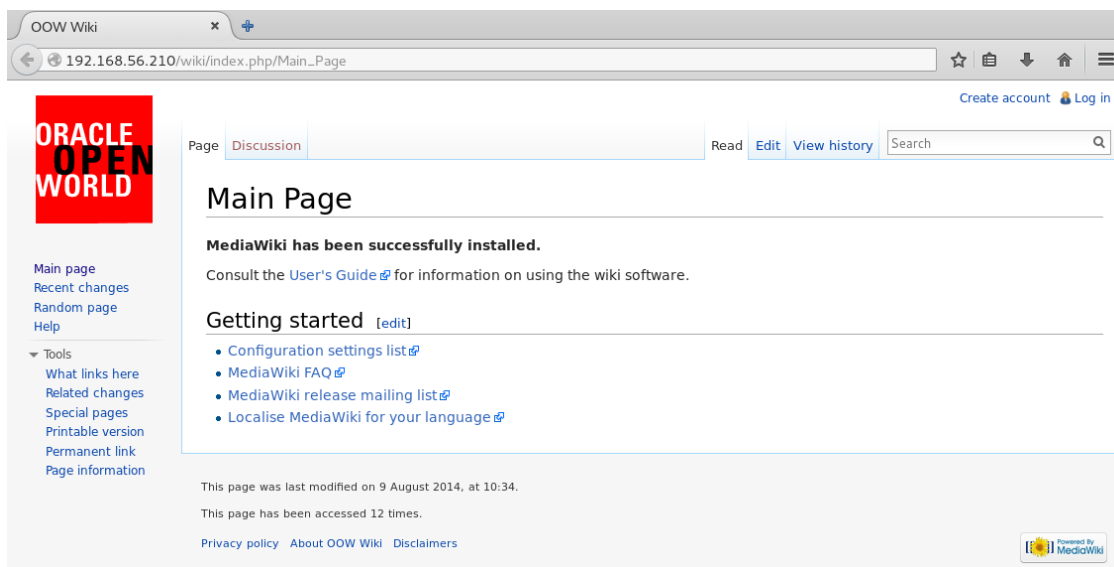 OOW Wiki
192.168.56.210/wiki/index.php/Main_Page
Create account Log in
ORACLE
OPEN
WORLD
Page Discussion Read Edit View history Search
Main Page
MediaWiki has been successfully installed.
Consult the User's Guide for information on using the wiki software.
Main page
Recent changes
Random page
Help
Tools
What links here
Related changes
Special pages
Printable version
Permanent link
Page information
Getting started [edit]
Configuration settings list
MediaWiki FAQ
MediaWiki release mailing list
Localise MediaWiki for your language
This page was last modified on 9 August 2014, at 10:34.
This page has been accessed 12 times.
Privacy policy About OOW Wiki Disclaimers
Powered By
MediaWiki